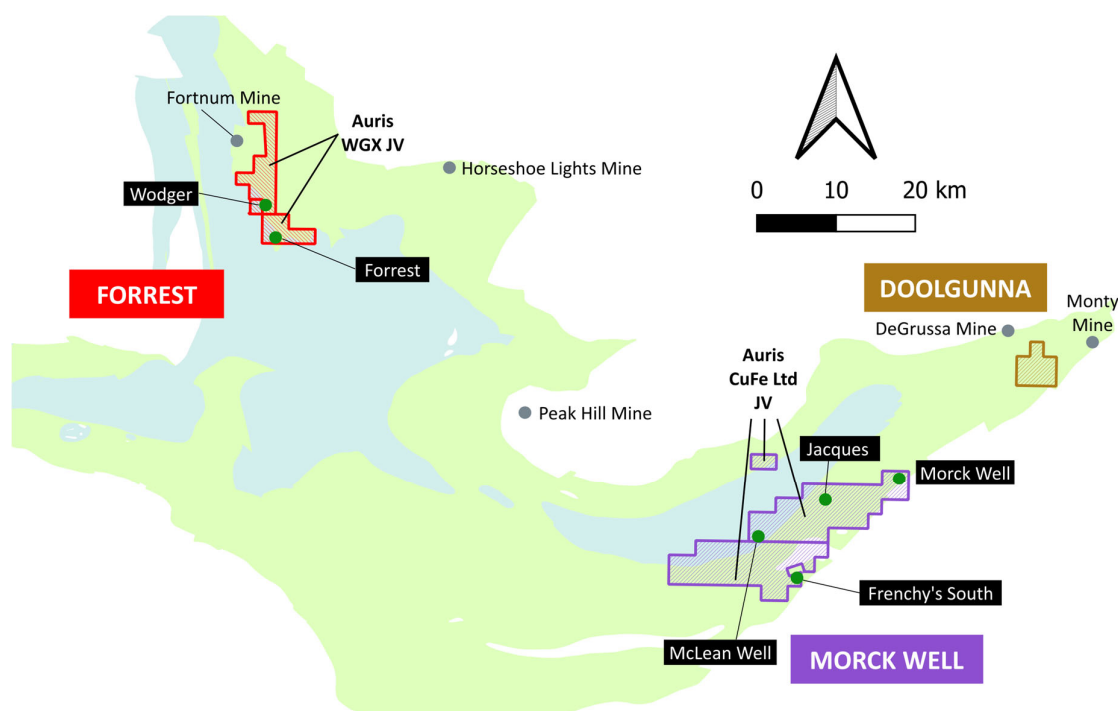 Fortnum Mine
Auris
WGX JV
Horseshoe Lights Mine
Wodger
0 10 20 km
Forrest
FORREST
DOOLGUNNA
Monty
Mine
DeGrussa Mine
Auris
CuFe Ltd
JV
Peak Hill Mine
Jacques
Morck Well
Frenchy's South
McLean Well
MORCK WELL